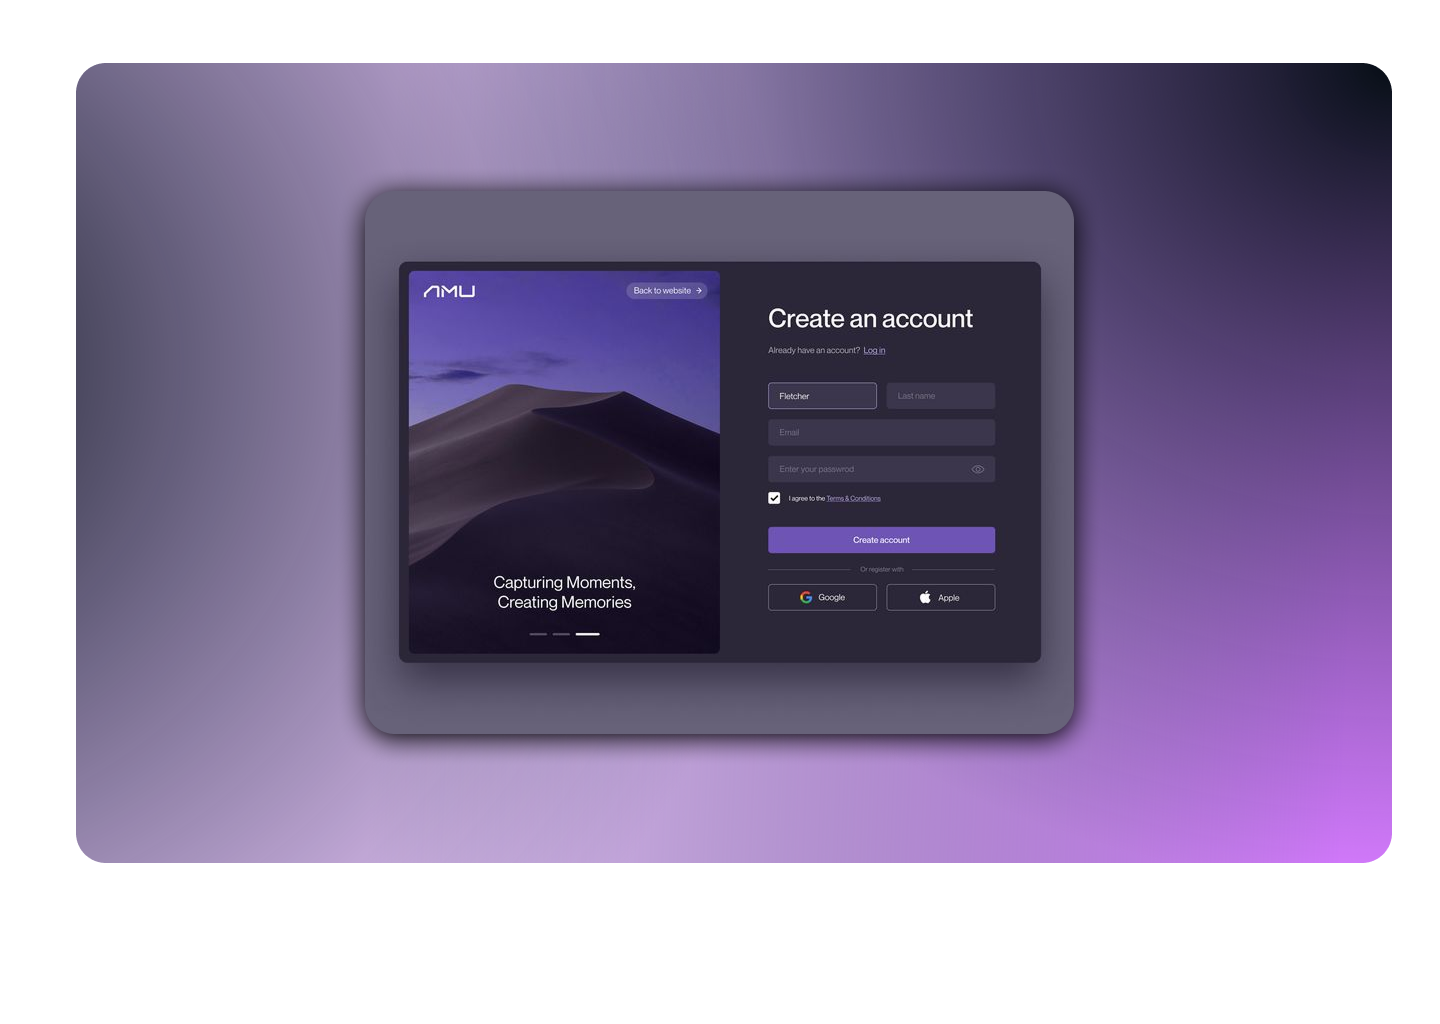 AMU
Back to website →
Capturing Moments,
Creating Memories
Create an account
Already have an account? Log in
Fletcher
Last name
Email
Enter your passwrod
I agree to the Terms & Conditions
Create account
Or register with
Google
Apple